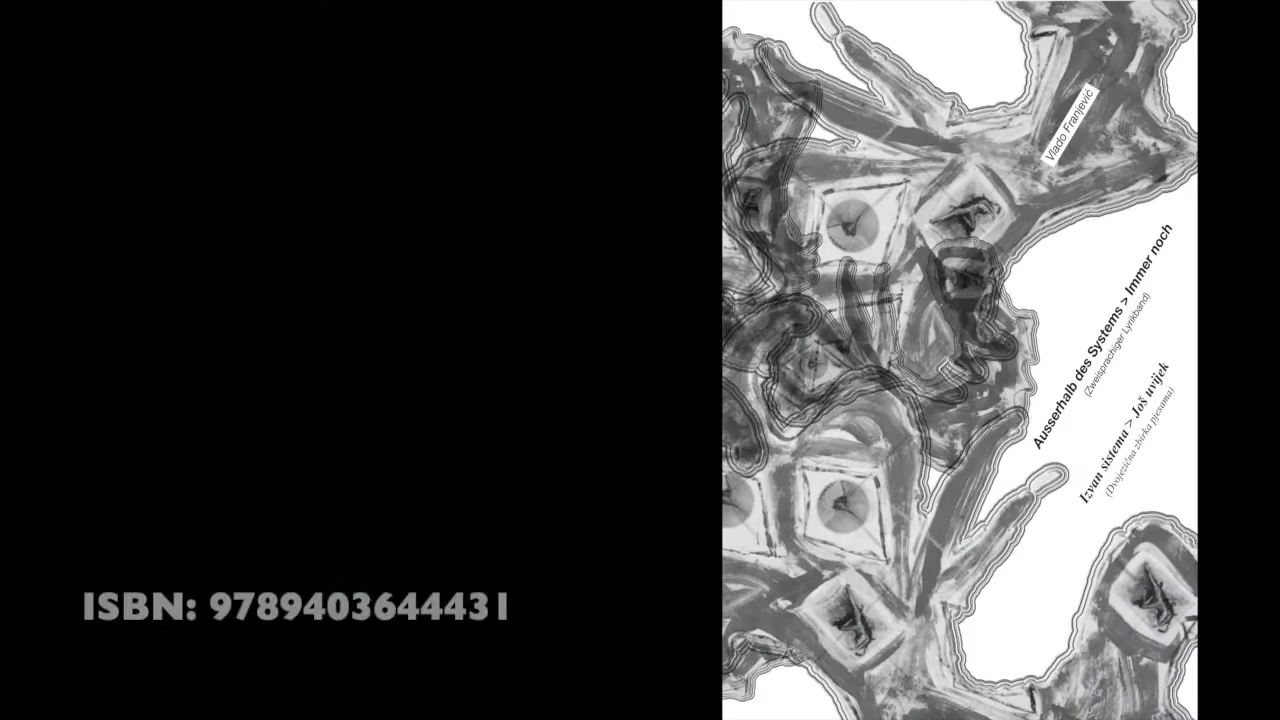 Vlado Franjević
Ausserhalb des Systems > Immer noch
(Zweisprachiger Lyrikband)
Izvan sistema > Još uvijek
(Dvojezična zbirka pjesama)
ISBN: 9789403644431